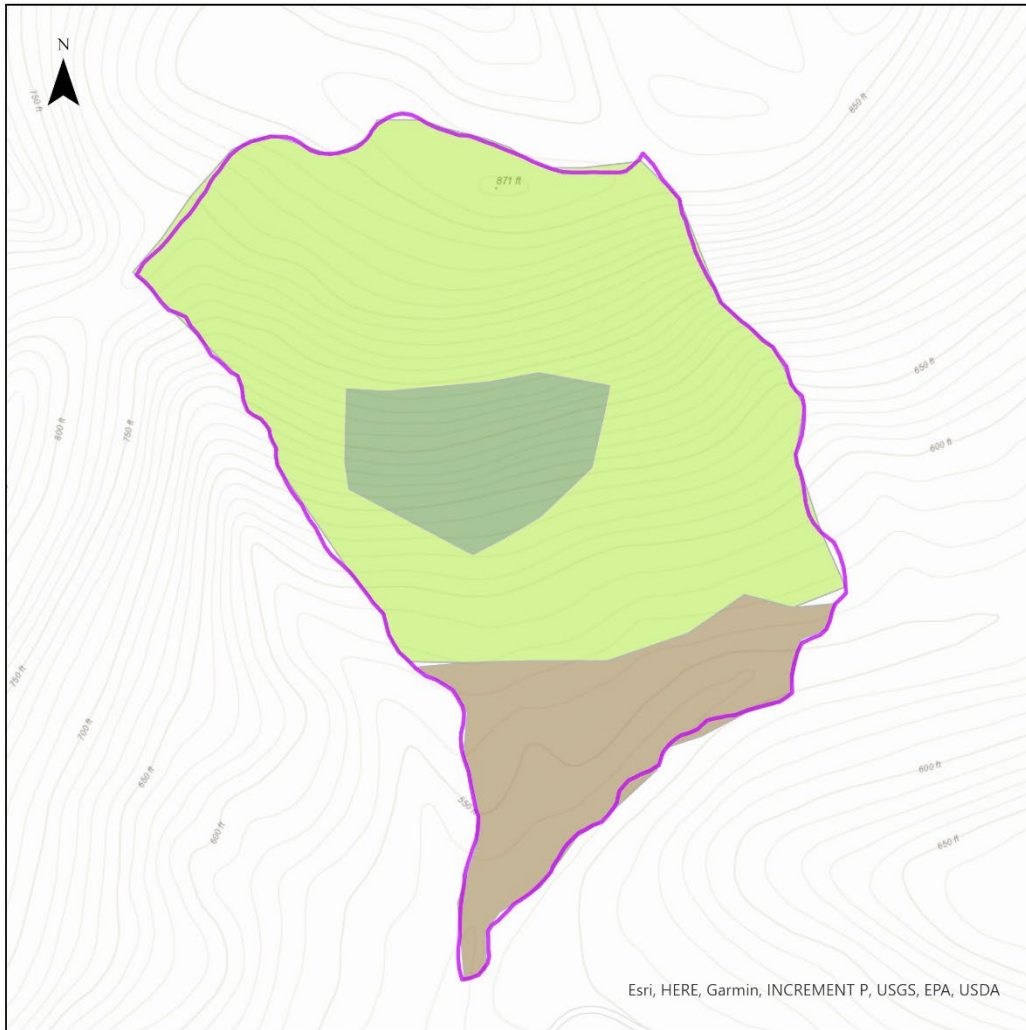 N
750 ft
850 ft
871 ft
650 ft
800 ft
750 ft
600 ft
750 ft
700 ft
650 ft
550
600 ft
600 ft
650 ft
Esri, HERE, Garmin, INCREMENT P, USGS, EPA, USDA